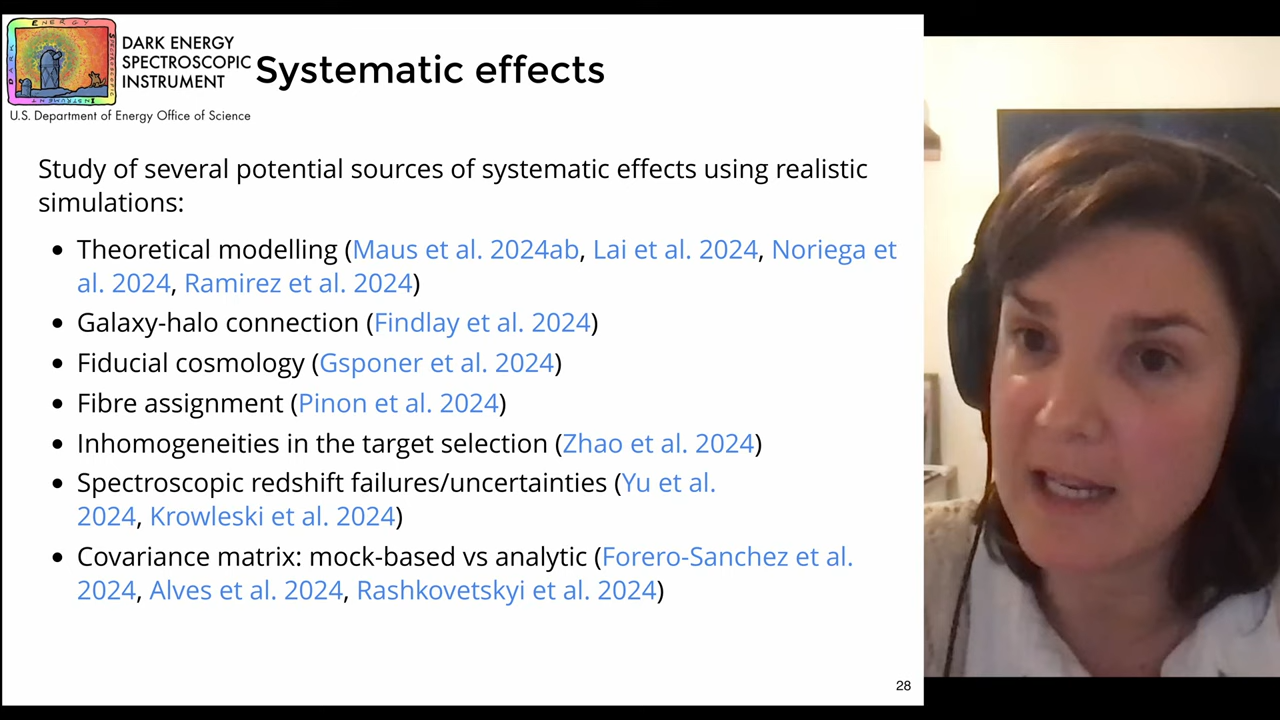 DARK ENERGY
SPECTROSCOPIC
INSTRUMENT
U.S. Department of Energy Office of Science
Systematic effects
Study of several potential sources of systematic effects using realistic
simulations:
• Theoretical modelling (Maus et al. 2024ab, Lai et al. 2024, Noriega et
al. 2024, Ramirez et al. 2024)
• Galaxy-halo connection (Findlay et al. 2024)
• Fiducial cosmology (Gsponer et al. 2024)
• Fibre assignment (Pinon et al. 2024)
• Inhomogeneities in the target selection (Zhao et al. 2024)
• Spectroscopic redshift failures/uncertainties (Yu et al.
2024, Krowleski et al. 2024)
• Covariance matrix: mock-based vs analytic (Forero-Sanchez et al.
2024, Alves et al. 2024, Rashkovetskyi et al. 2024)
28